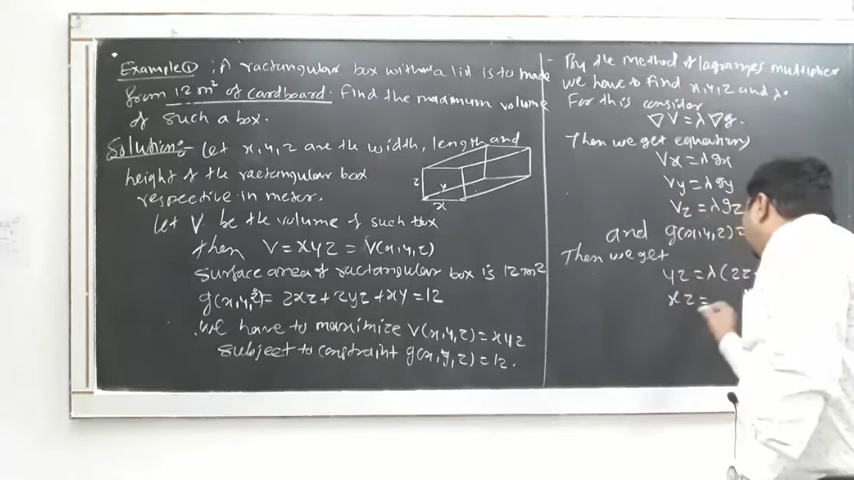 Example ① : A ractangular box without a lid is to made
from 12 m² of cardboard. Find the maximum volume
of such a box.
Solution:- Let x, y, z are the width, length and
height of the ractangular box
respective in meter.
z
y
x
Let V be the volume of such box
then V = xyz = V(x,y,z)
surface area of ractangular box is 12m²
g(x,y,z) = 2xz + 2yz + xy = 12
We have to maximize V(x,y,z) = xyz
subject to constraint g(x,y,z) = 12.
By the method of lagranges multiplier
we have to find x, y, z and λ.
For this consider
∇V = λ∇g.
Then we get equations
Vx = λgx
Vy = λgy
Vz = λgz
and g(x,y,z) =
Then we get
yz = λ(2z
xz =